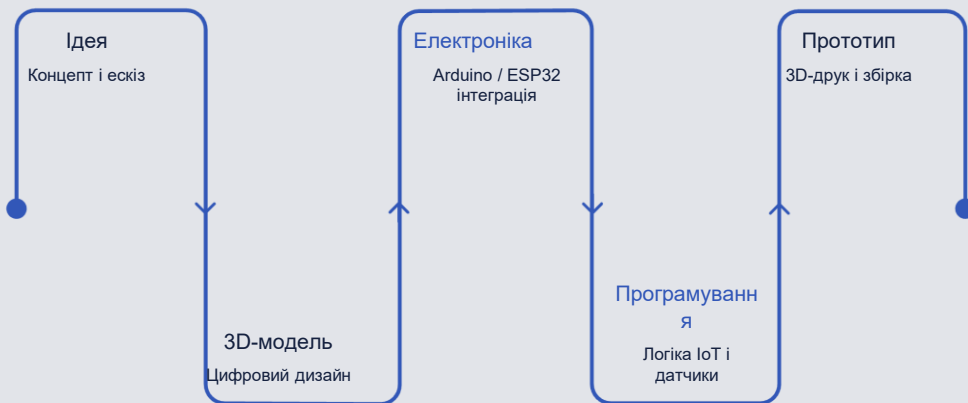 Ідея
Концепт і ескіз
3D-модель
Цифровий дизайн
Електроніка
Arduino / ESP32
інтеграція
Програмуванн
я
Логіка IoT і
датчики
Прототип
3D-друк і збірка